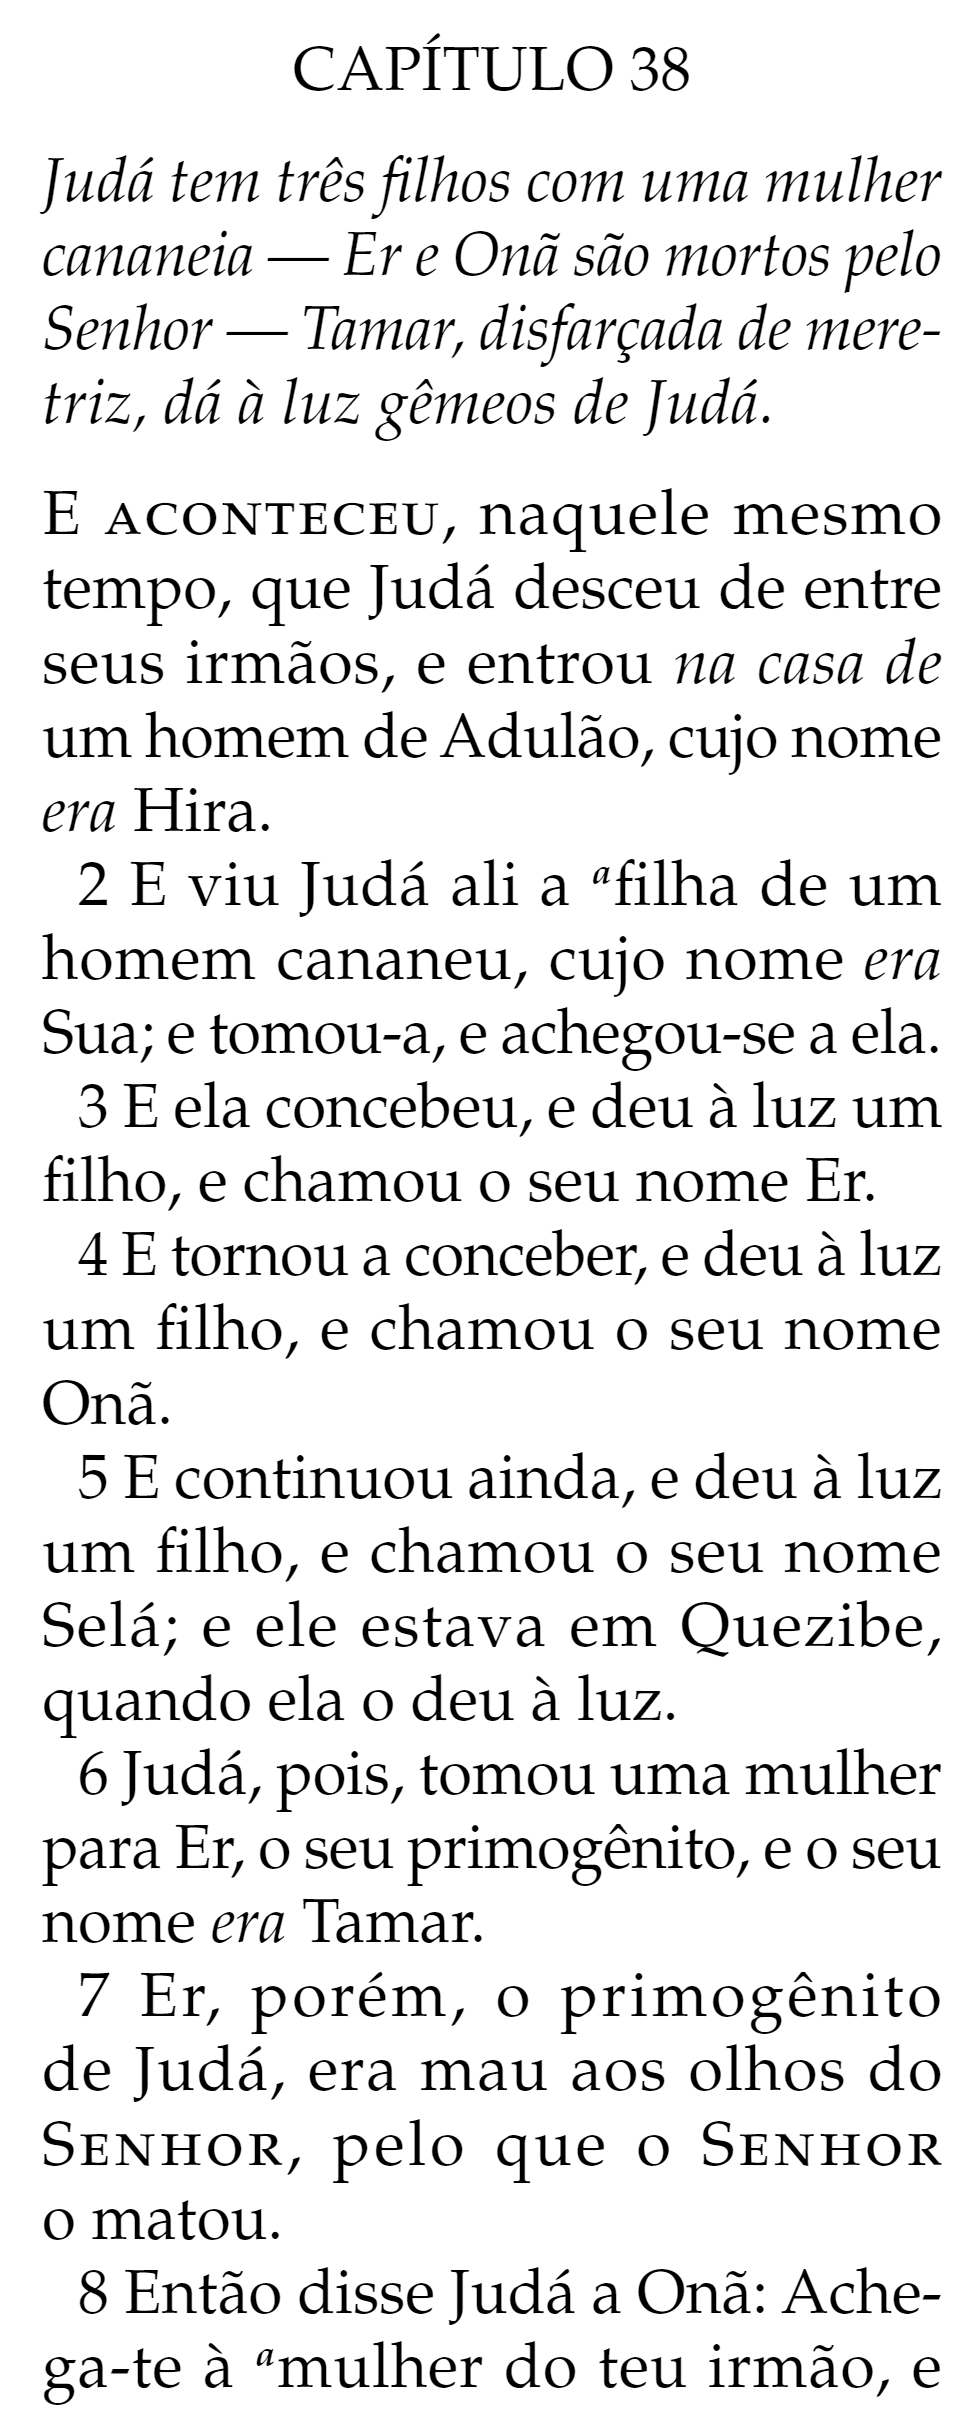 CAPÍTULO 38
Judá tem três filhos com uma mulher
cananeia — Er e Onã são mortos pelo
Senhor — Tamar, disfarçada de mere-
triz, dá à luz gêmeos de Judá.
E ACONTECEU, naquele mesmo
tempo, que Judá desceu de entre
seus irmãos, e entrou na casa de
um homem de Adulão, cujo nome
era Hira.
2 E viu Judá ali a ᵃfilha de um
homem cananeu, cujo nome era
Sua; e tomou-a, e achegou-se a ela.
3 E ela concebeu, e deu à luz um
filho, e chamou o seu nome Er.
4 E tornou a conceber, e deu à luz
um filho, e chamou o seu nome
Onã.
5 E continuou ainda, e deu à luz
um filho, e chamou o seu nome
Selá; e ele estava em Quezibe,
quando ela o deu à luz.
6 Judá, pois, tomou uma mulher
para Er, o seu primogênito, e o seu
nome era Tamar.
7 Er, porém, o primogênito
de Judá, era mau aos olhos do
SENHOR, pelo que o SENHOR
o matou.
8 Então disse Judá a Onã: Ache-
ga-te à ᵃmulher do teu irmão, e